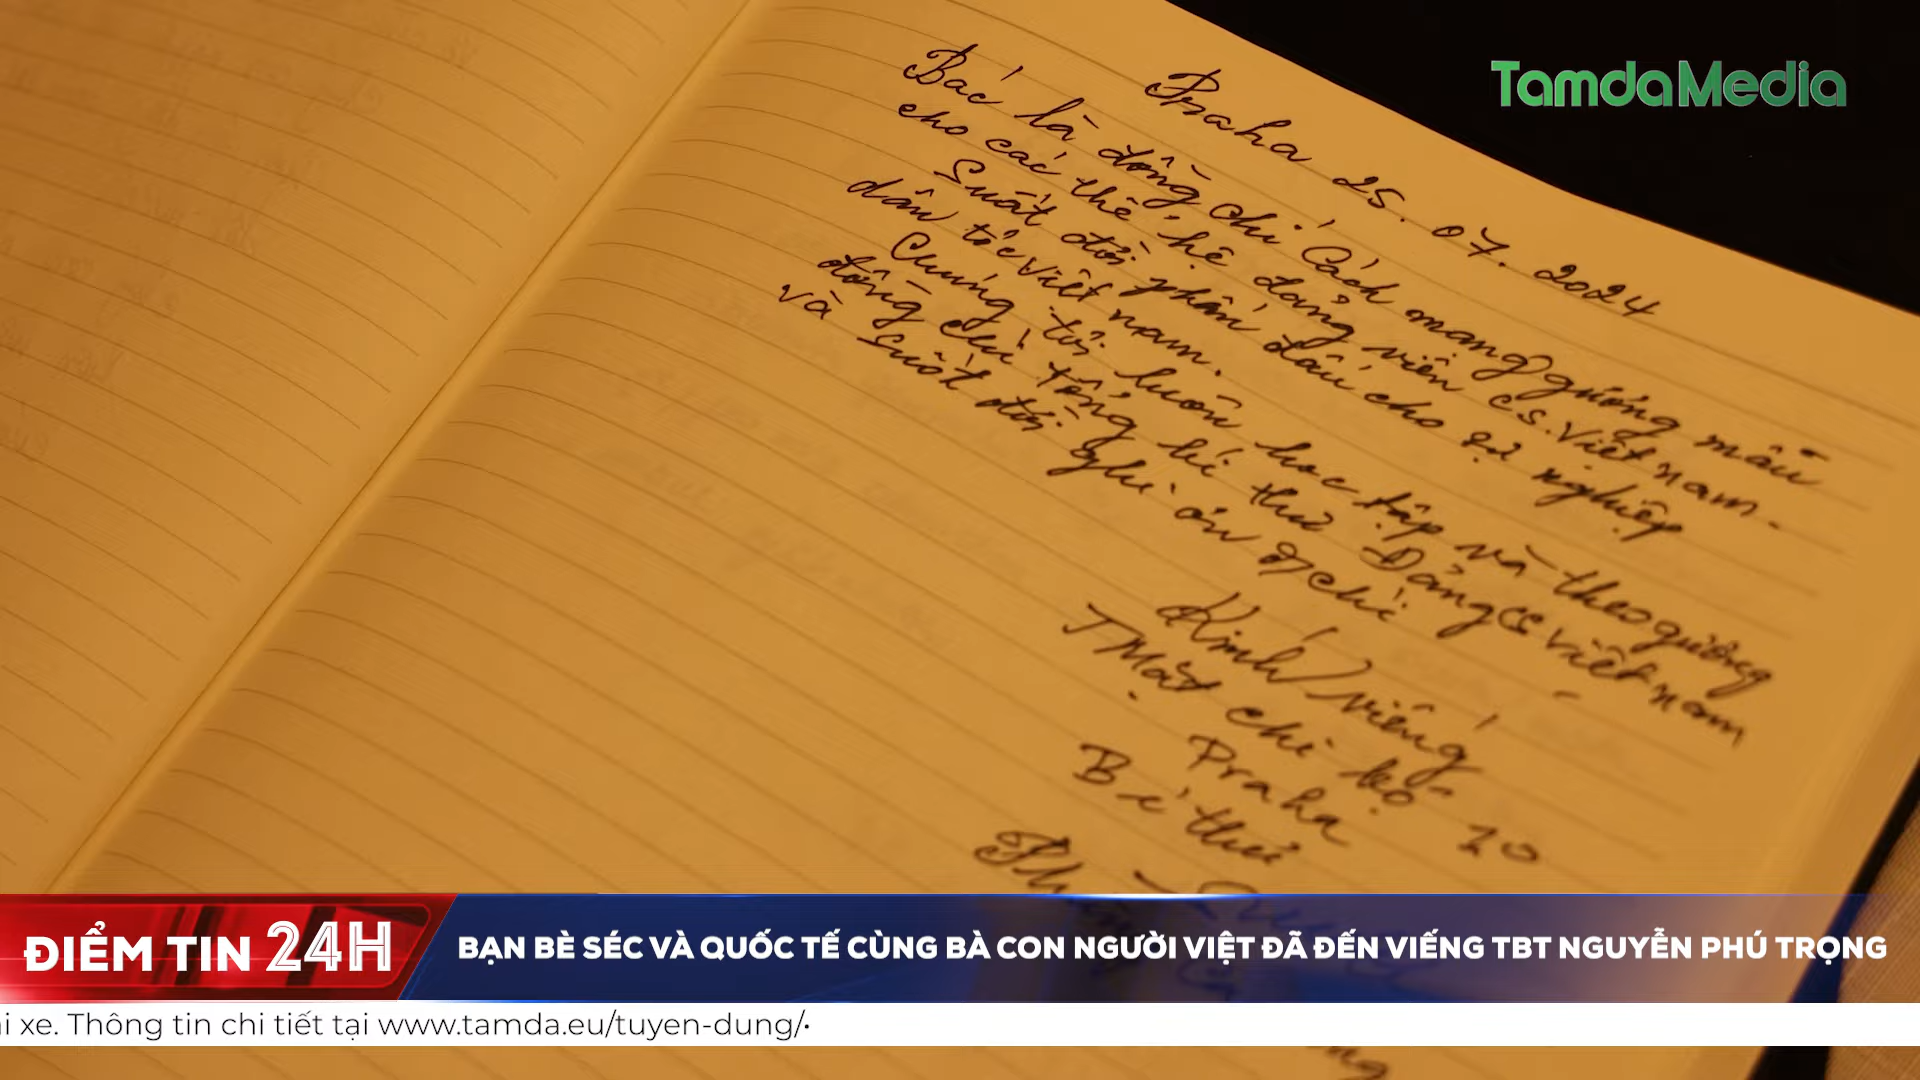 TamdaMedia
Praha 25.07.2024
Bác là đồng chí Cách mạng gương mẫu
cho các thế hệ đảng viên CS. Việt nam.
Suốt đời phấn đấu cho sự nghiệp
dân tộc Việt nam.
Chúng tôi luôn học tập và theo gương
đồng chí Tổng bí thư Đảng CS Việt nam
và suốt đời ghi ơn đ/chí
Kính viếng
TMặt chi bộ 20
Praha
Bí thư
ĐIỂM TIN 24H
BẠN BÈ SÉC VÀ QUỐC TẾ CÙNG BÀ CON NGƯỜI VIỆT ĐÃ ĐẾN VIẾNG TBT NGUYỄN PHÚ TRỌNG
xe. Thông tin chi tiết tại www.tamda.eu/tuyen-dung/•